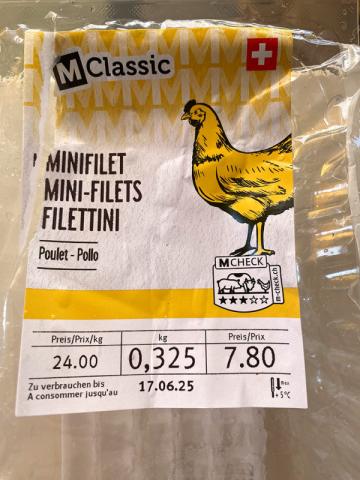 M Classic
MINIFILET
MINI-FILETS
FILETTINI
Poulet - Pollo
MCHECK
m-check.ch
★★★☆☆
Preis/Prix/kg kg Preis/Prix
24.00 0,325 7.80
Zu verbrauchen bis 17.06.25
A consommer jusqu'au
max
+5°C